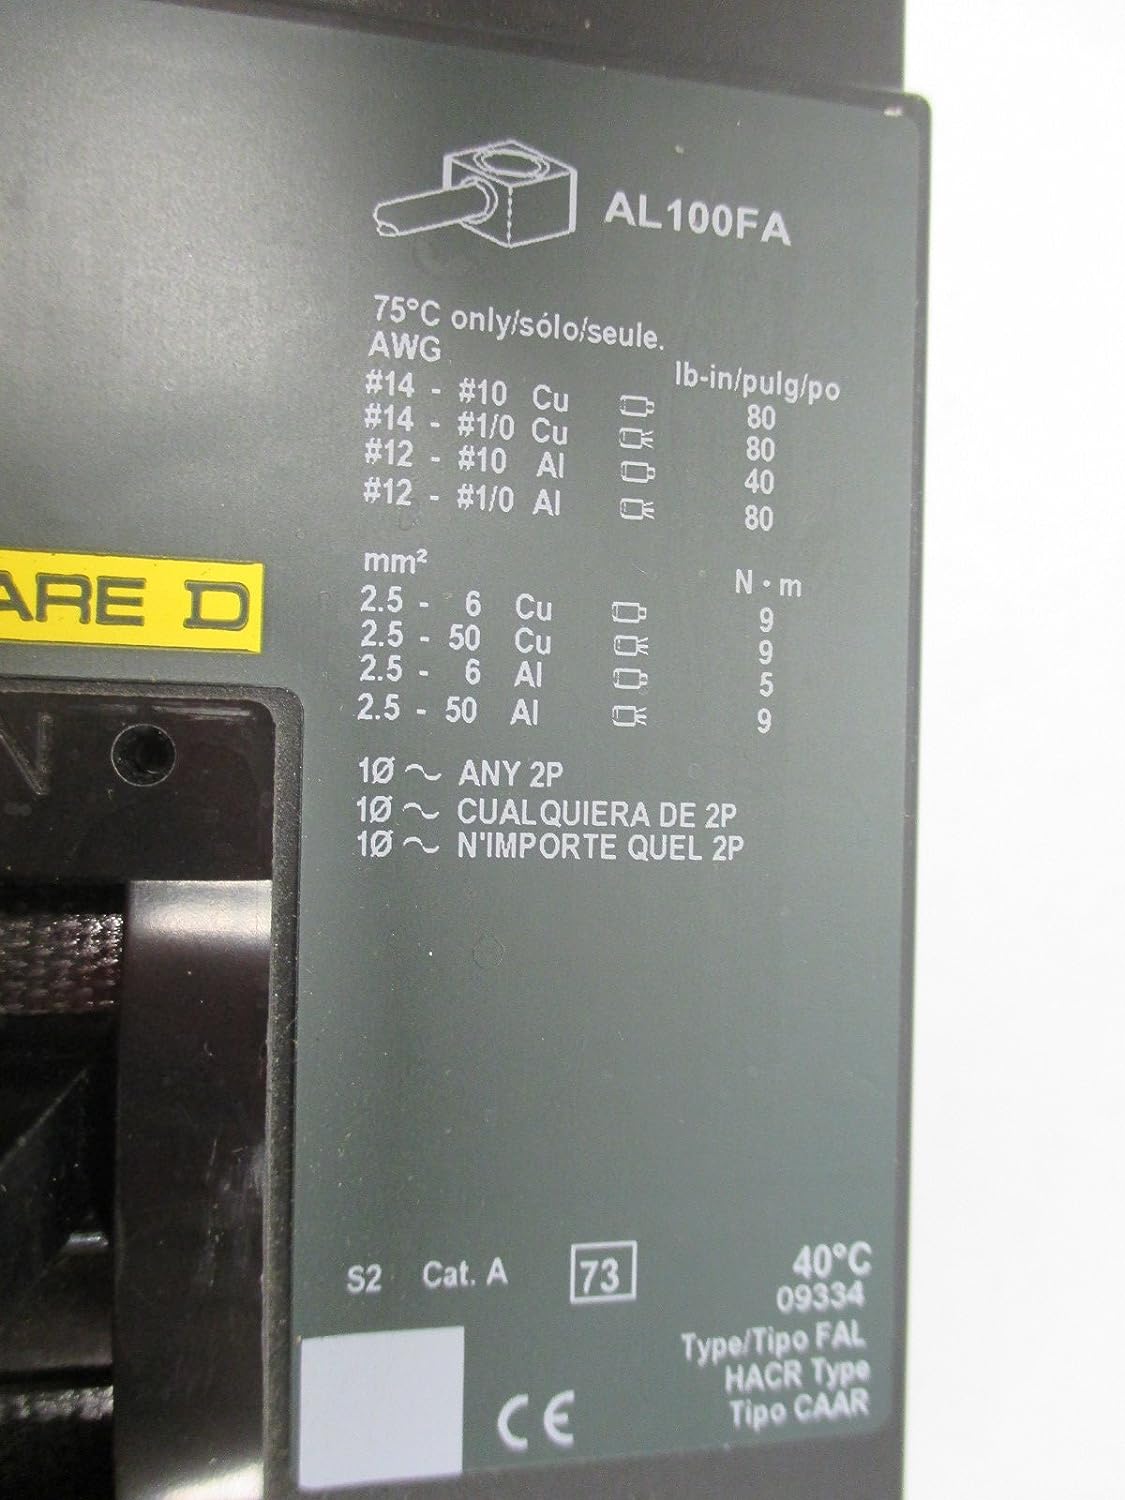 AL100FA
75°C only/sólo/seule.
AWG lb-in/pulg/po
#14 - #10 Cu 80
#14 - #1/0 Cu 80
#12 - #10 Al 40
#12 - #1/0 Al 80
mm² N·m
2.5 - 6 Cu 9
2.5 - 50 Cu 9
2.5 - 6 Al 5
2.5 - 50 Al 9
ARE D
1Ø ~ ANY 2P
1Ø ~ CUALQUIERA DE 2P
1Ø ~ N'IMPORTE QUEL 2P
S2 Cat. A 73 40°C
09334
Type/Tipo FAL
HACR Type
Tipo CAAR
CE